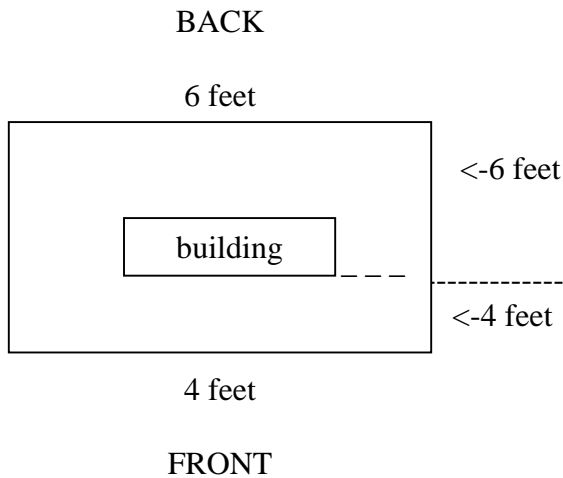 BACK
6 feet
<-6 feet
building
<-4 feet
4 feet
FRONT